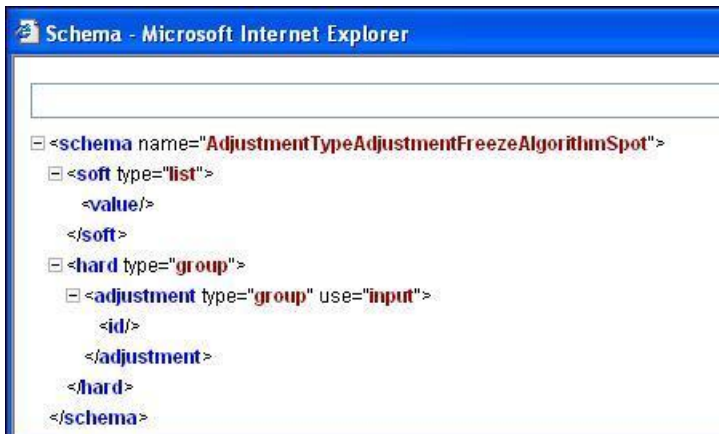 Schema - Microsoft Internet Explorer
<schema name="AdjustmentTypeAdjustmentFreezeAlgorithmSpot">
<soft type="list">
<value/>
</soft>
<hard type="group">
<adjustment type="group" use="input">
<id/>
</adjustment>
</hard>
</schema>